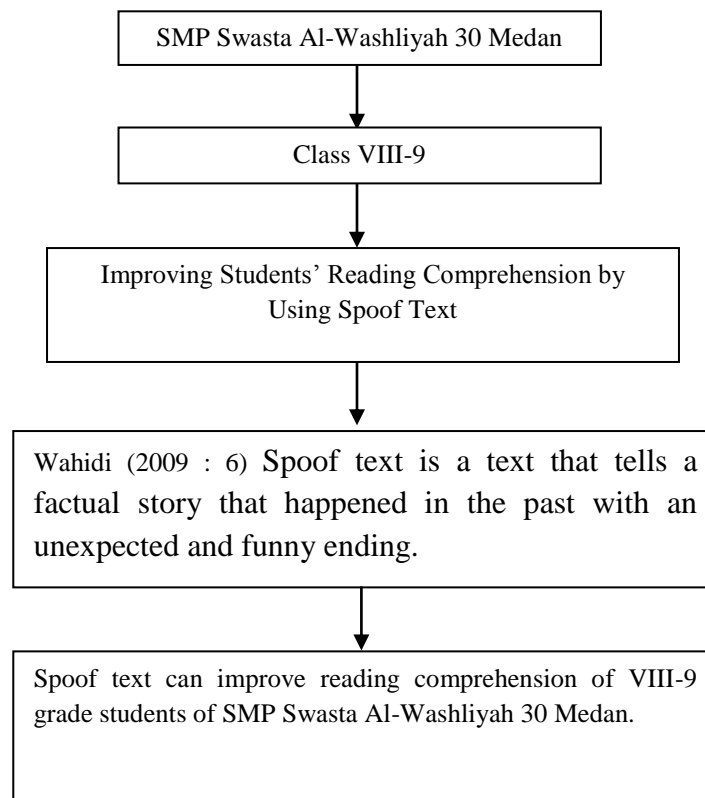 SMP Swasta Al-Washliyah 30 Medan
Class VIII-9
Improving Students’ Reading Comprehension by
Using Spoof Text
Wahidi (2009 : 6) Spoof text is a text that tells a
factual story that happened in the past with an
unexpected and funny ending.
Spoof text can improve reading comprehension of VIII-9
grade students of SMP Swasta Al-Washliyah 30 Medan.